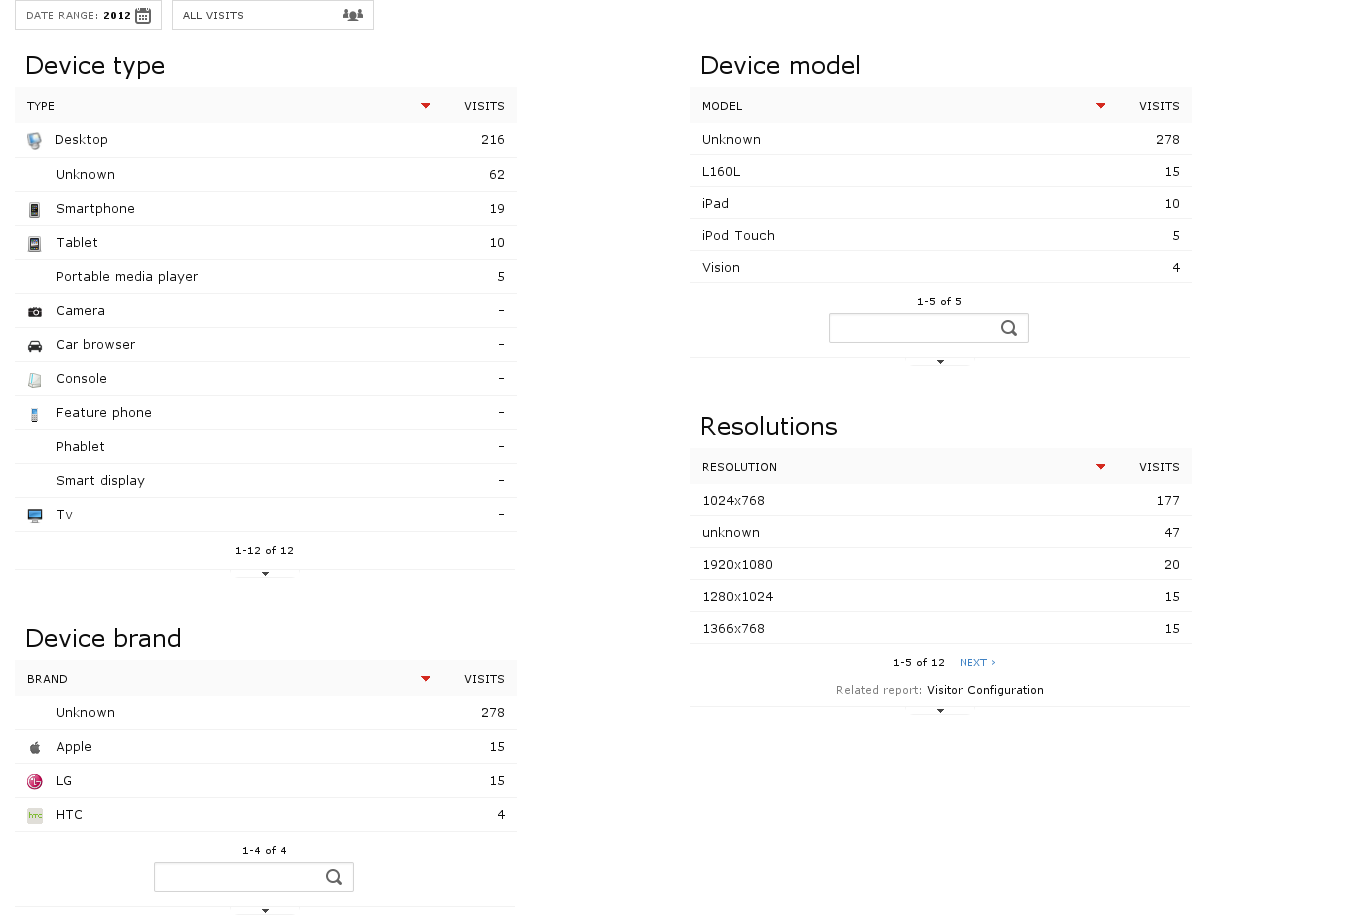 DATE RANGE: 2012
ALL VISITS
Device type
TYPE VISITS
Desktop 216
Unknown 62
Smartphone 19
Tablet 10
Portable media player 5
Camera -
Car browser -
Console -
Feature phone -
Phablet -
Smart display -
Tv -
1-12 of 12
Device brand
BRAND VISITS
Unknown 278
Apple 15
LG 15
hTC HTC 4
1-4 of 4
Device model
MODEL VISITS
Unknown 278
L160L 15
iPad 10
iPod Touch 5
Vision 4
1-5 of 5
Resolutions
RESOLUTION VISITS
1024x768 177
unknown 47
1920x1080 20
1280x1024 15
1366x768 15
1-5 of 12 NEXT ›
Related report: Visitor Configuration